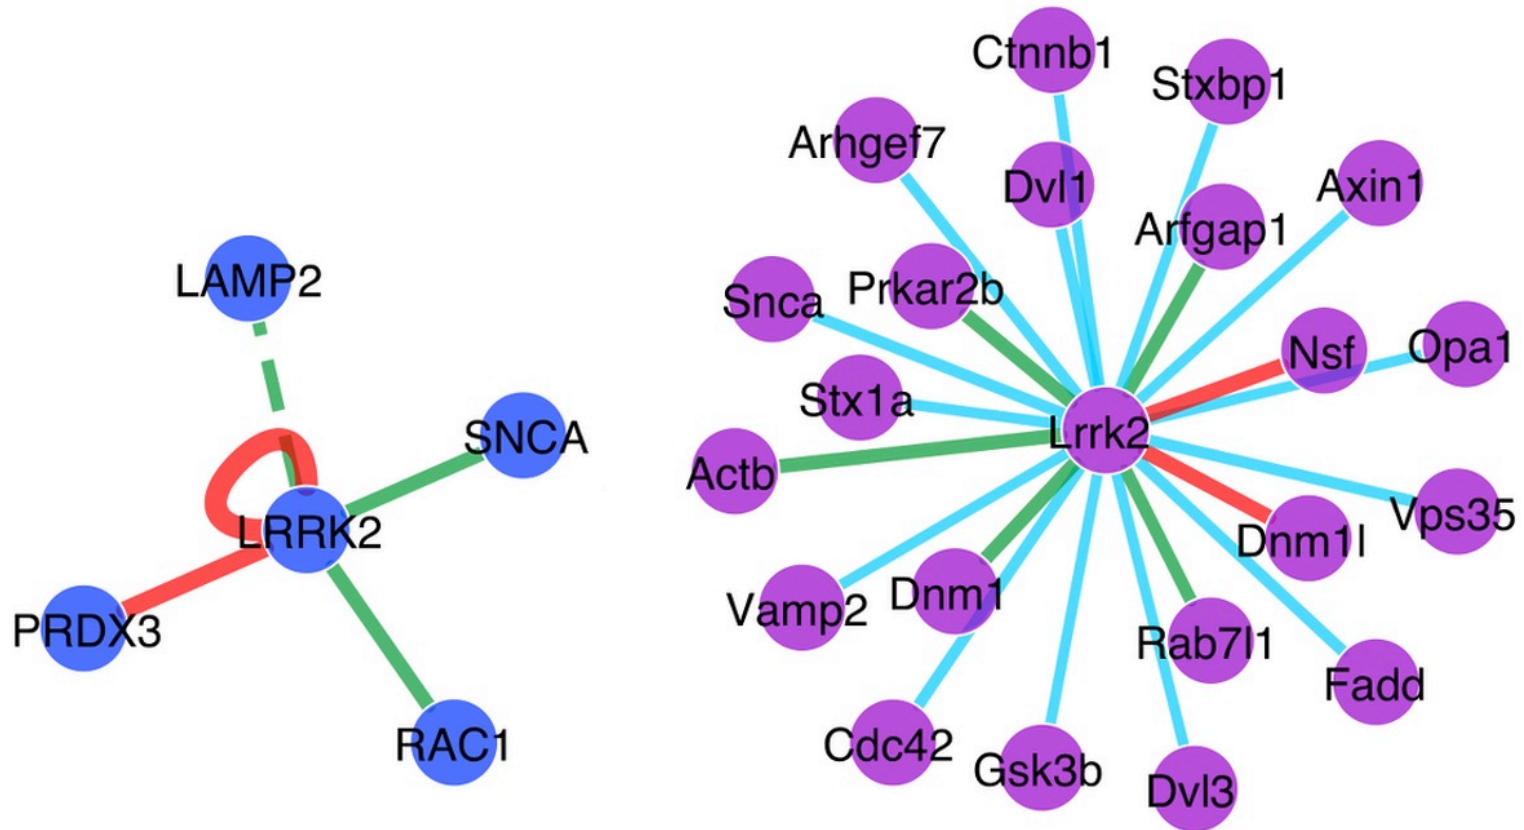 LAMP2
SNCA
LRRK2
PRDX3
RAC1
Ctnnb1
Stxbp1
Arhgef7
Dvl1
Axin1
Arfgap1
Snca
Prkar2b
Nsf
Opa1
Stx1a
Lrrk2
Actb
Vps35
Dnm1l
Vamp2
Dnm1
Rab7l1
Fadd
Cdc42
Gsk3b
Dvl3